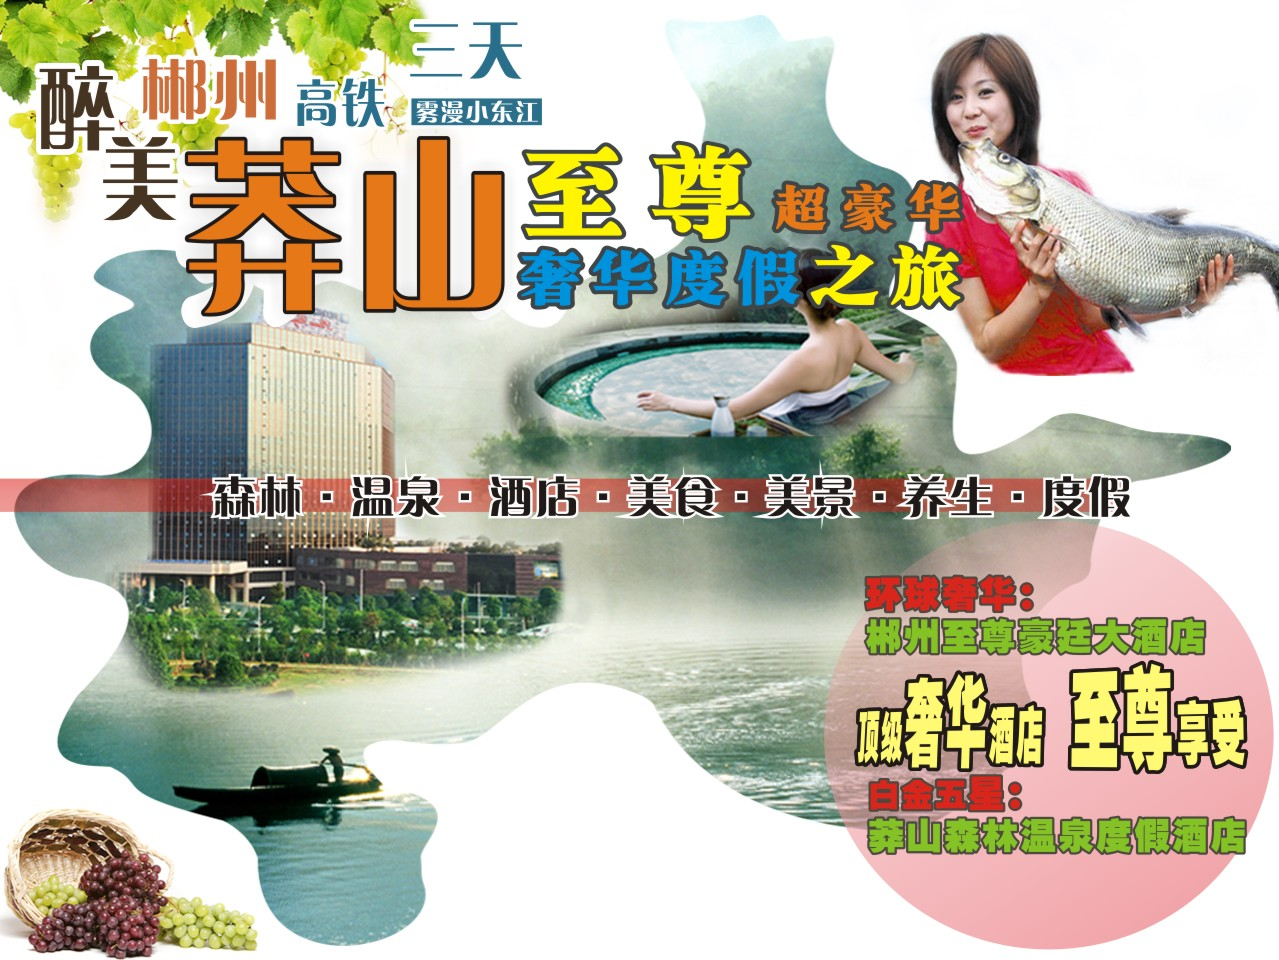 醉美
郴州
高铁
三天
雾漫小东江
莽山
至尊
超豪华
奢华度假之旅
森林·温泉·酒店·美食·美景·养生·度假
环球奢华：
郴州至尊豪廷大酒店
顶级奢华酒店 至尊享受
白金五星：
莽山森林温泉度假酒店